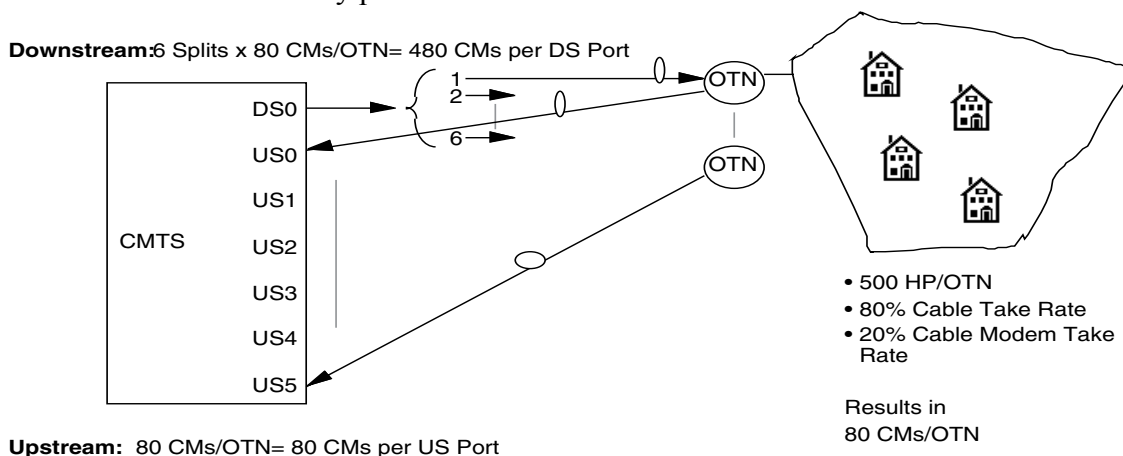 Downstream:6 Splits x 80 CMs/OTN= 480 CMs per DS Port
1
2
6
OTN
OTN
DS0
US0
US1
US2
US3
US4
US5
CMTS
• 500 HP/OTN
• 80% Cable Take Rate
• 20% Cable Modem Take
Rate
Results in
80 CMs/OTN
Upstream: 80 CMs/OTN= 80 CMs per US Port